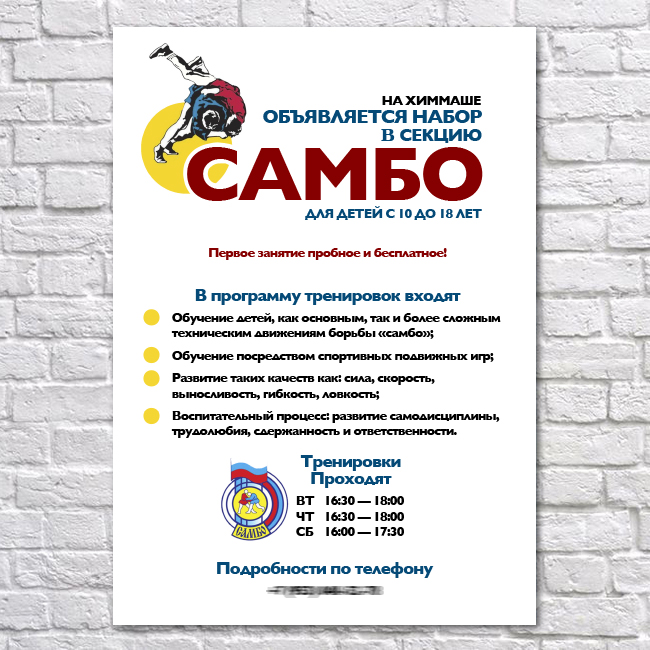 НА ХИММАШЕ
ОБЪЯВЛЯЕТСЯ НАБОР
В СЕКЦИЮ
САМБО
ДЛЯ ДЕТЕЙ С 10 ДО 18 ЛЕТ
Первое занятие пробное и бесплатное!
В программу тренировок входят
Обучение детей, как основным, так и более сложным
техническим движениям борьбы «самбо»;
Обучение посредством спортивных подвижных игр;
Развитие таких качеств как: сила, скорость,
выносливость, гибкость, ловкость;
Воспитательный процесс: развитие самодисциплины,
трудолюбия, сдержанность и ответственности.
САМБО
Тренировки
Проходят
ВТ 16:30 — 18:00
ЧТ 16:30 — 18:00
СБ 16:00 — 17:30
Подробности по телефону